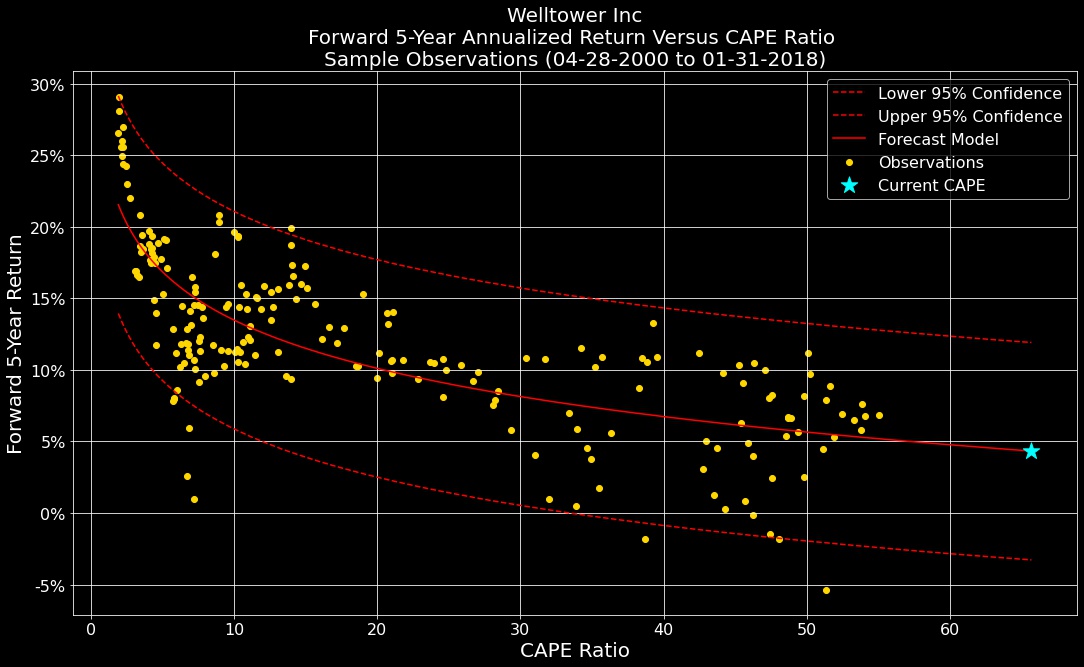 Welltower Inc
Forward 5-Year Annualized Return Versus CAPE Ratio
Sample Observations (04-28-2000 to 01-31-2018)
Lower 95% Confidence
Upper 95% Confidence
Forecast Model
Observations
Current CAPE
Forward 5-Year Return
30%
25%
20%
15%
10%
5%
0%
-5%
0 10 20 30 40 50 60
CAPE Ratio